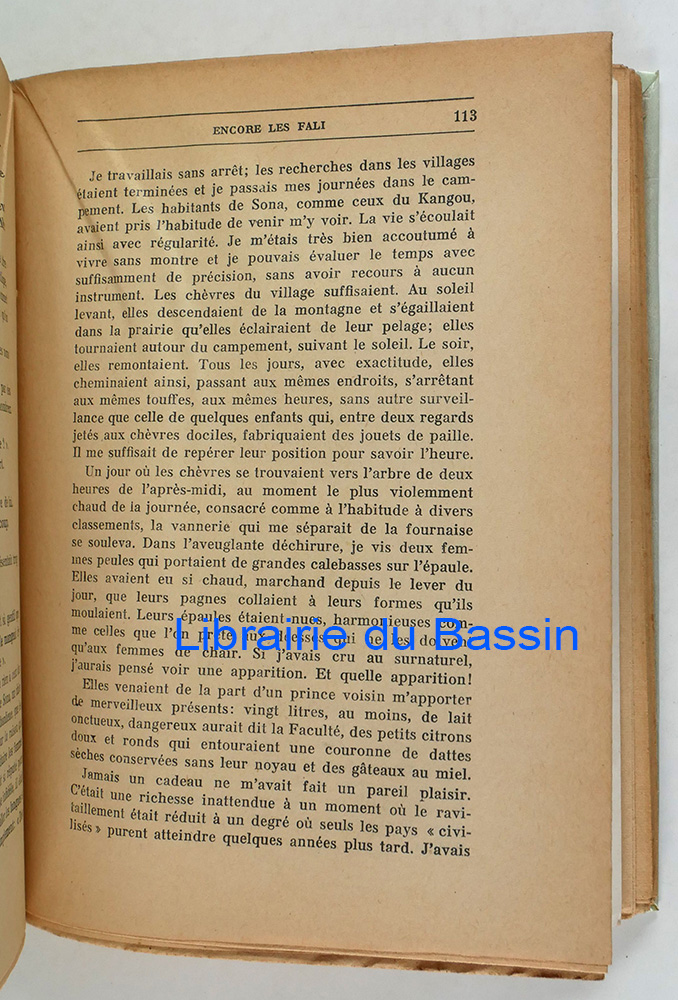 ENCORE LES FALI 113
Je travaillais sans arrêt; les recherches dans les villages
étaient terminées et je passais mes journées dans le cam-
pement. Les habitants de Sona, comme ceux du Kangou,
avaient pris l'habitude de venir m'y voir. La vie s'écoulait
ainsi avec régularité. Je m'étais très bien accoutumé à
vivre sans montre et je pouvais évaluer le temps avec
suffisamment de précision, sans avoir recours à aucun
instrument. Les chèvres du village suffisaient. Au soleil
levant, elles descendaient de la montagne et s'égaillaient
dans la prairie qu'elles éclairaient de leur pelage; elles
tournaient autour du campement, suivant le soleil. Le soir,
elles remontaient. Tous les jours, avec exactitude, elles
cheminaient ainsi, passant aux mêmes endroits, s'arrêtant
aux mêmes touffes, aux mêmes heures, sans autre surveil-
lance que celle de quelques enfants qui, entre deux regards
jetés aux chèvres dociles, fabriquaient des jouets de paille.
Il me suffisait de repérer leur position pour savoir l'heure.
Un jour où les chèvres se trouvaient vers l'arbre de deux
heures de l'après-midi, au moment le plus violemment
chaud de la journée, consacré comme à l'habitude à divers
classements, la vannerie qui me séparait de la fournaise
se souleva. Dans l'aveuglante déchirure, je vis deux fem-
mes peules qui portaient de grandes calebasses sur l'épaule.
Elles avaient eu si chaud, marchand depuis le lever du
jour, que leurs pagnes collaient à leurs formes qu'ils
moulaient. Leurs épaules étaient nues, harmonieuses com-
me celles que l'on prête aux déesses qui ne les doivent
qu'aux femmes de chair. Si j'avais cru au surnaturel,
j'aurais pensé voir une apparition. Et quelle apparition!
Elles venaient de la part d'un prince voisin m'apporter
de merveilleux présents: vingt litres, au moins, de lait
onctueux, dangereux aurait dit la Faculté, des petits citrons
doux et ronds qui entouraient une couronne de dattes
sèches conservées sans leur noyau et des gâteaux au miel.
Jamais un cadeau ne m'avait fait un pareil plaisir.
C'était une richesse inattendue à un moment où le ravi-
taillement était réduit à un degré où seuls les pays « civi-
lisés » purent atteindre quelques années plus tard. J'avais
Librairie du Bassin